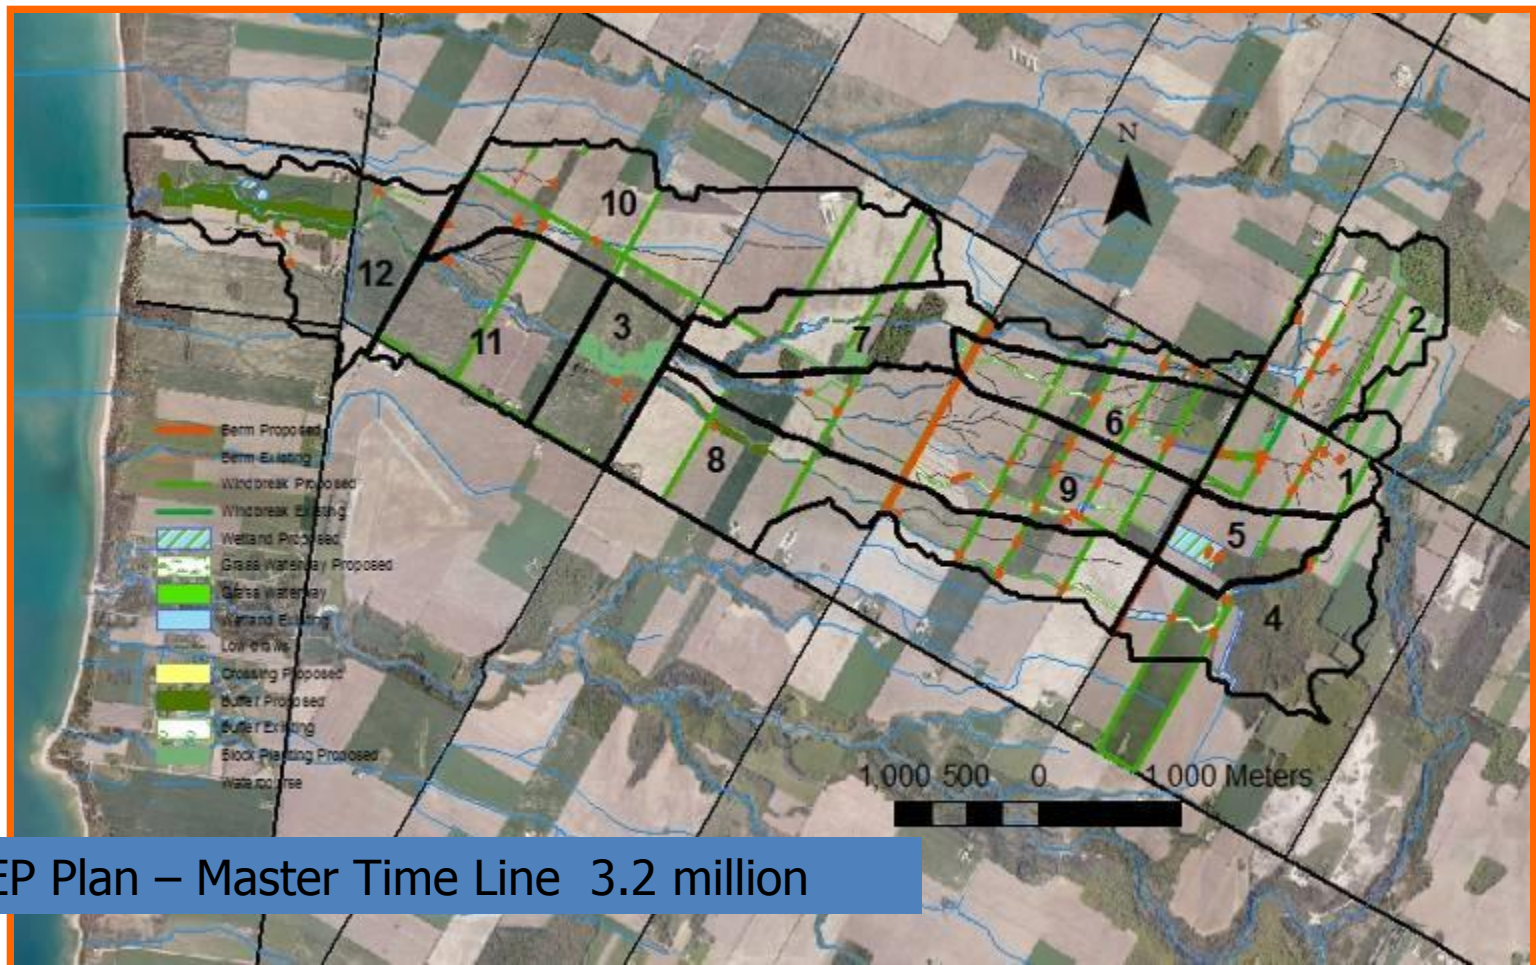 N
10
2
12
3
7
11
6
8
9
1
5
4
Berm Proposed
Berm Existing
Windbreak Proposed
Windbreak Existing
Wetland Proposed
Grass Waterway Proposed
Grass Waterway
Wetland Existing
Low draws
Crossing Proposed
Buffer Proposed
Buffer Existing
Block Planting Proposed
Watercourse
1,000 500 0 1,000 Meters
EP Plan – Master Time Line 3.2 million